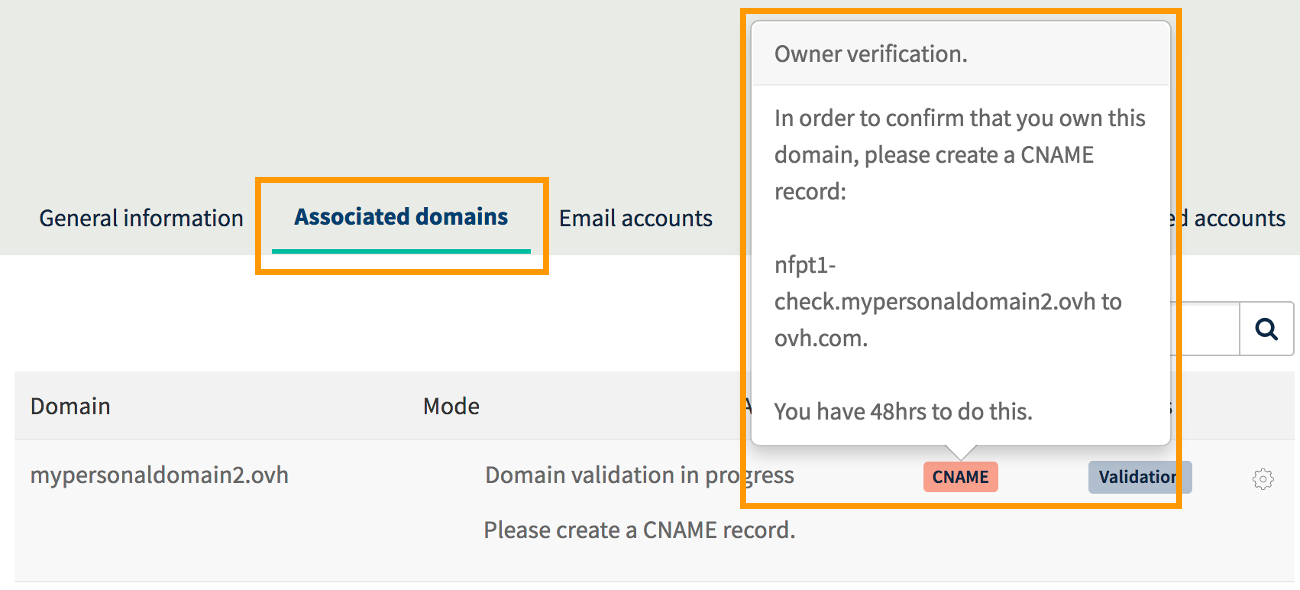 Owner verification.
In order to confirm that you own this
domain, please create a CNAME
record:
nfpt1-
check.mypersonaldomain2.ovh to
ovh.com.
You have 48hrs to do this.
General information
Associated domains
Email accounts
accounts
Domain
Mode
mypersonaldomain2.ovh
Domain validation in progress
CNAME
Validation
Please create a CNAME record.